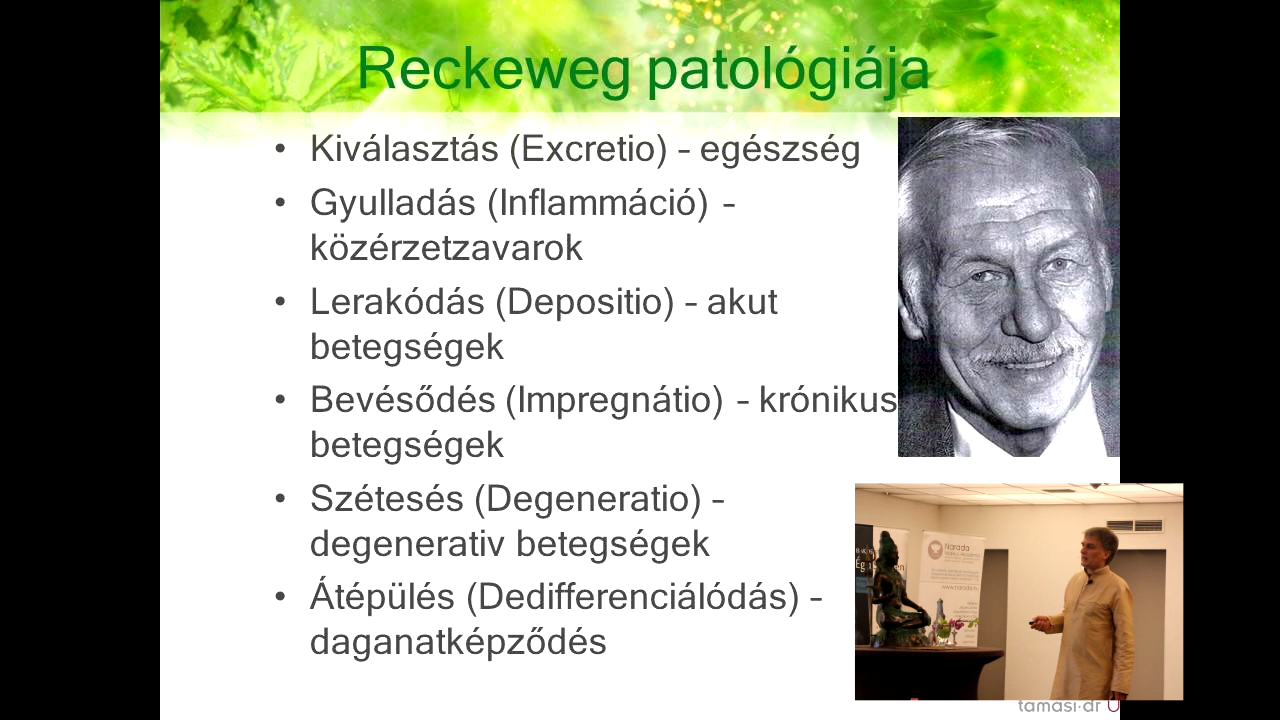 Reckeweg patológiája
• Kiválasztás (Excretio) – egészség
• Gyulladás (Inflammáció) –
közérzetzavarok
• Lerakódás (Depositio) – akut
betegségek
• Bevésődés (Impregnátio) – krónikus
betegségek
• Szétesés (Degeneratio) –
degenerativ betegségek
• Átépülés (Dedifferenciálódás) –
daganatképződés
Narada
tamasi·dr U